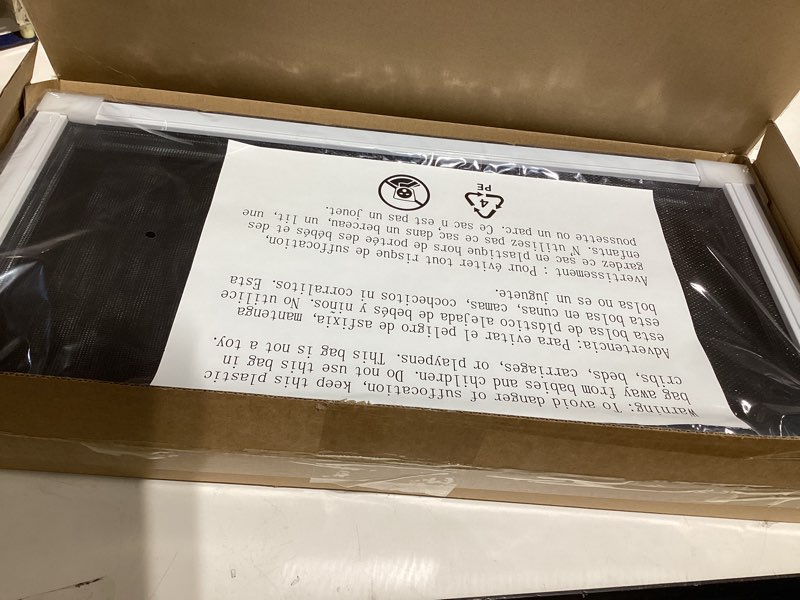 Warning: To avoid danger of suffocation, keep this plastic
bag away from babies and children. Do not use this bag in
cribs, beds, carriages, or playpens. This bag is not a toy.
Advertencia: Para evitar el peligro de asfixia, mantenga
esta bolsa de plástico alejada de bebés y niños. No utilice
esta bolsa en cunas, camas, cochecitos ni corralitos. Esta
bolsa no es un juguete.
Avertissement : Pour éviter tout risque de suffocation,
gardez ce sac en plastique hors de portée des bébés et des
enfants. N'utilisez pas ce sac dans un berceau, un lit, une
poussette ou un parc. Ce sac n'est pas un jouet.
4
PE